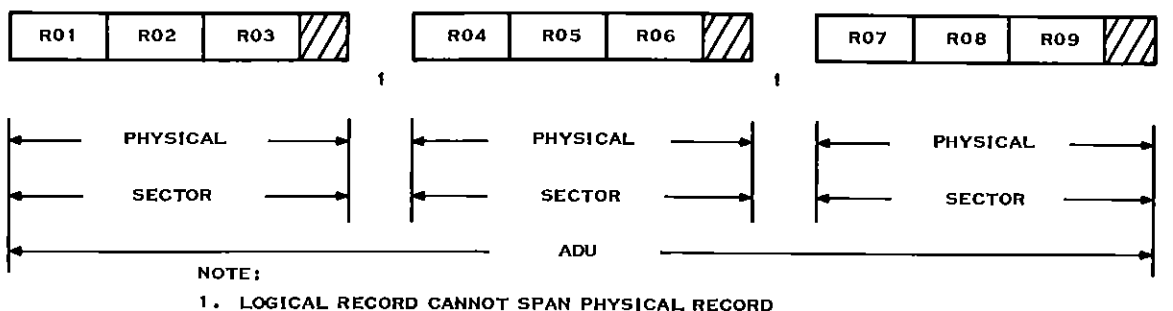 R01 R02 R03 R04 R05 R06 R07 R08 R09
1 1
PHYSICAL PHYSICAL PHYSICAL
SECTOR SECTOR SECTOR
ADU
NOTE:
1. LOGICAL RECORD CANNOT SPAN PHYSICAL RECORD